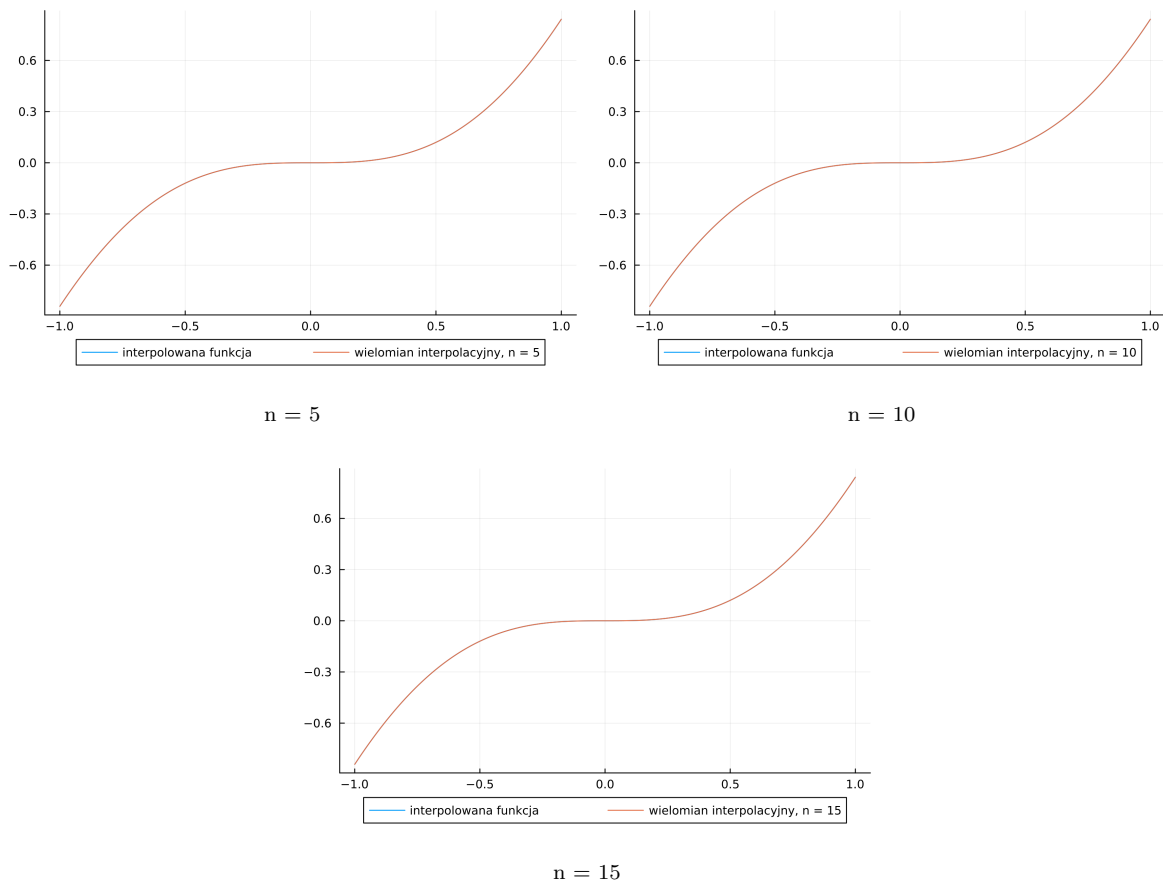 0.6
0.3
0.0
−0.3
−0.6
−1.0 −0.5 0.0 0.5 1.0
interpolowana funkcja wielomian interpolacyjny, n = 5
n = 5
0.6
0.3
0.0
−0.3
−0.6
−1.0 −0.5 0.0 0.5 1.0
interpolowana funkcja wielomian interpolacyjny, n = 10
n = 10
0.6
0.3
0.0
−0.3
−0.6
−1.0 −0.5 0.0 0.5 1.0
interpolowana funkcja wielomian interpolacyjny, n = 15
n = 15